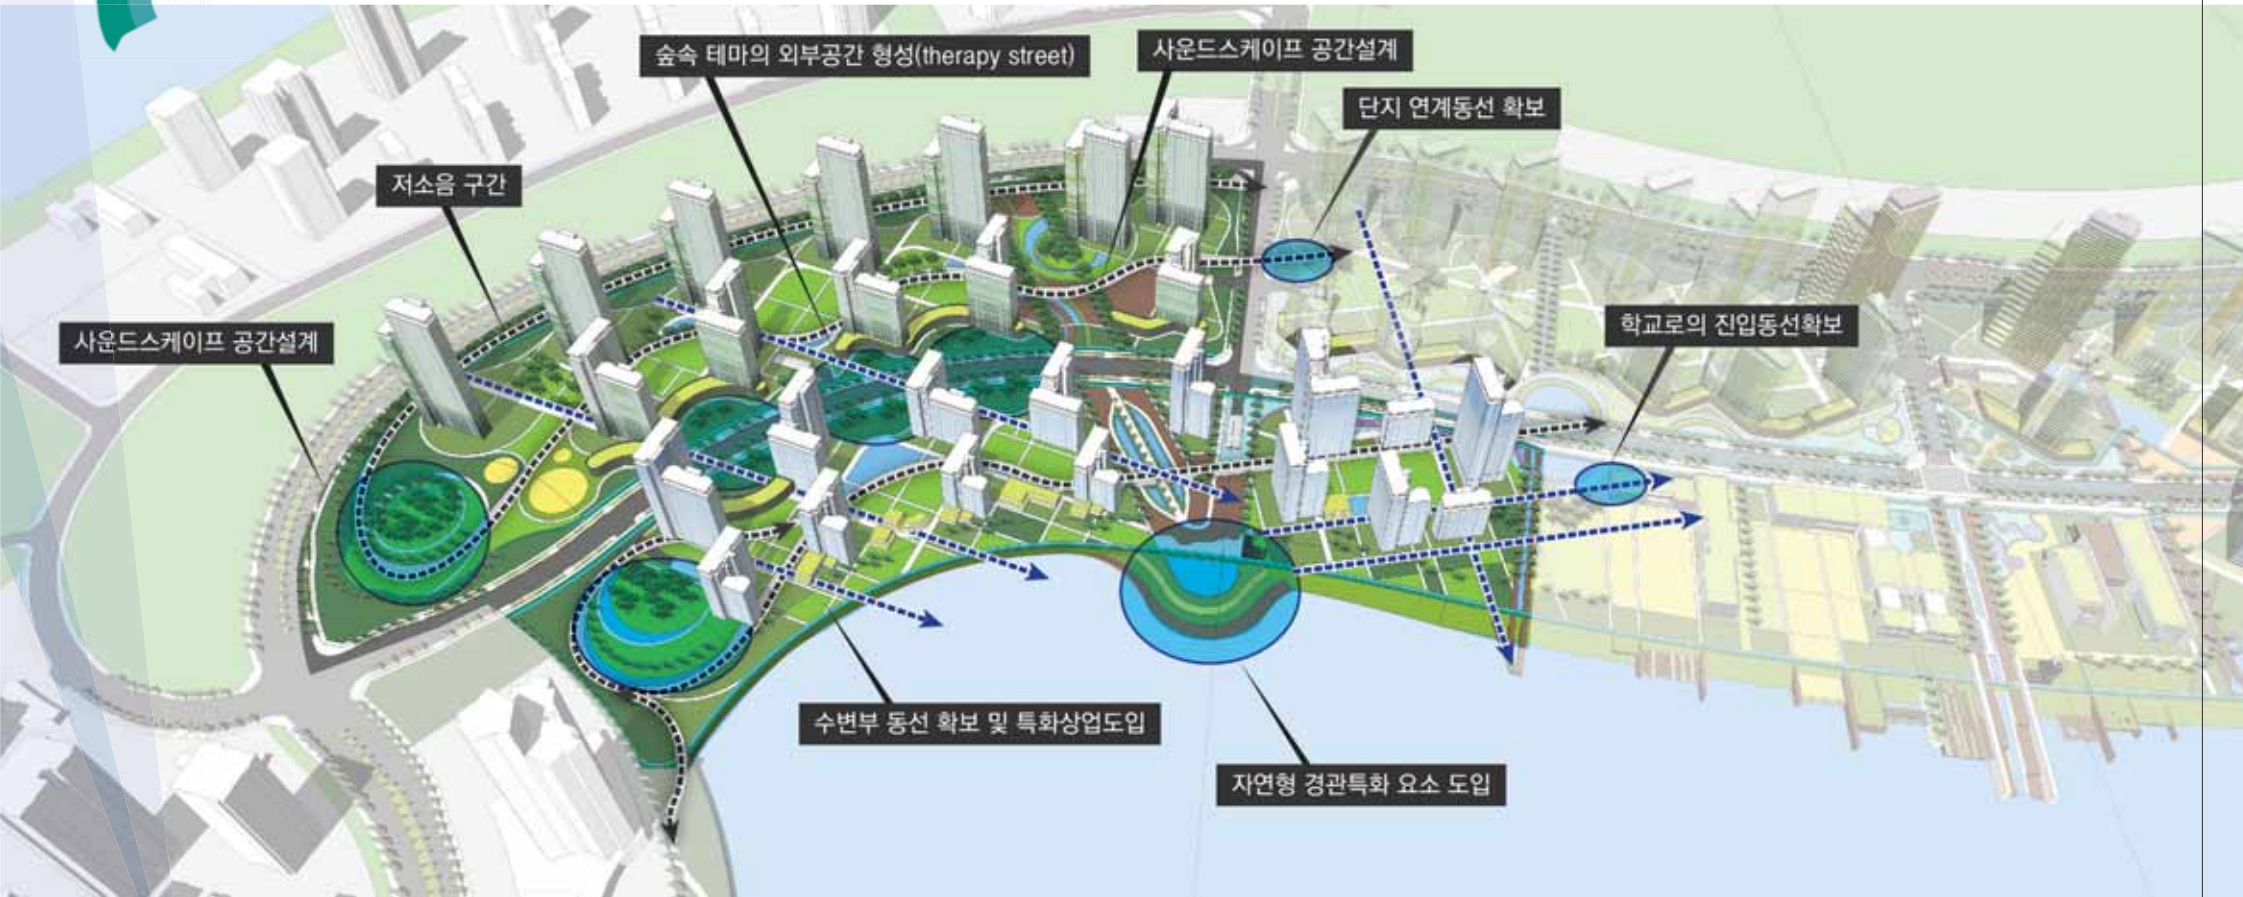 숲속 테마의 외부공간 형성(therapy street)
사운드스케이프 공간설계
단지 연계동선 확보
저소음 구간
학교로의 진입동선확보
사운드스케이프 공간설계
수변부 동선 확보 및 특화상업도입
자연형 경관특화 요소 도입